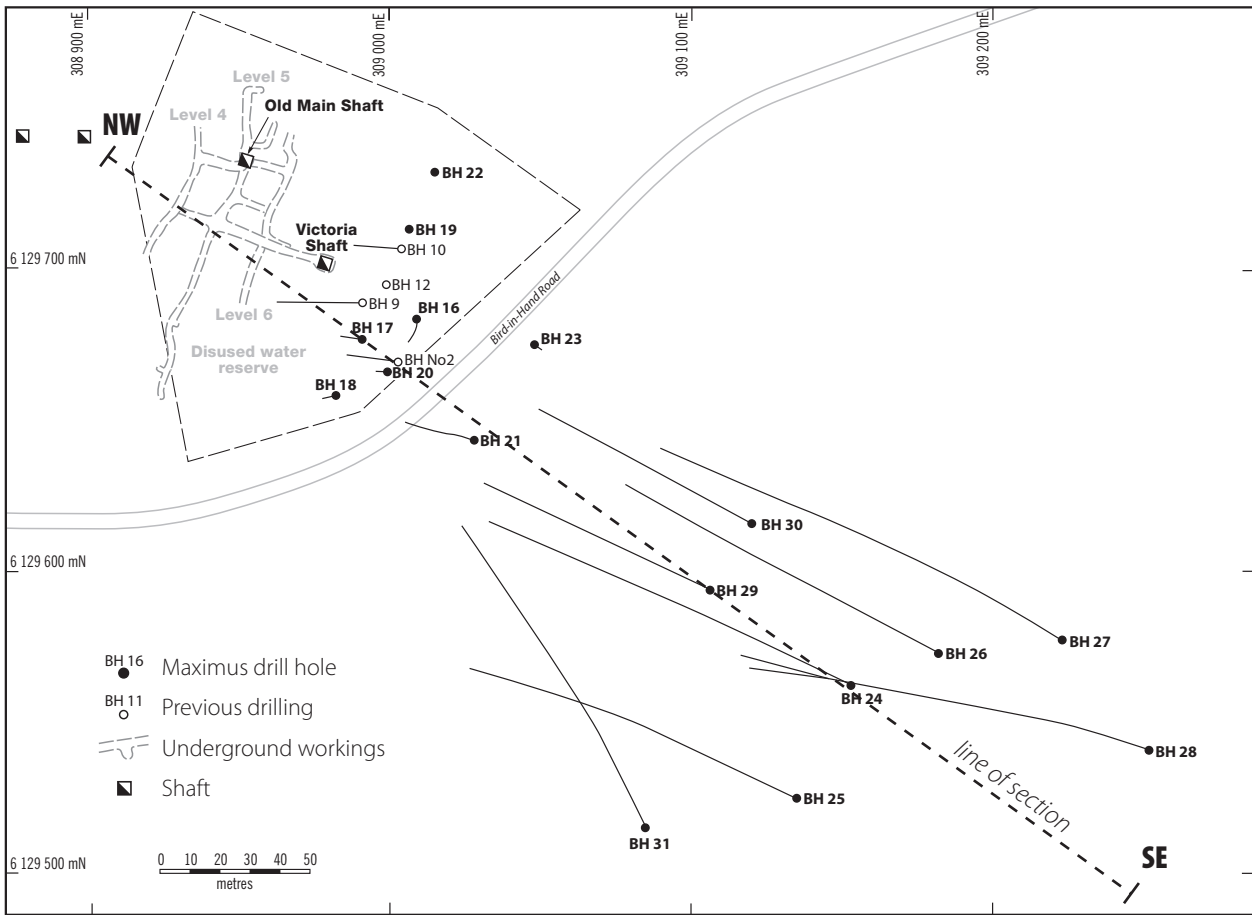 308 900 mE
309 000 mE
309 100 mE
309 200 mE
Level 5
Old Main Shaft
Level 4
NW
BH 22
Victoria
Shaft
BH 19
BH 10
6 129 700 mN
BH 12
BH 9
BH 16
Level 6
BH 17
Bird-in-Hand Road
BH 23
Disused water
reserve
BH No2
BH 20
BH 18
BH 21
BH 30
6 129 600 mN
BH 29
BH 27
BH 26
BH 24
BH 28
BH 25
BH 31
line of section
SE
BH 16
Maximus drill hole
BH 11
Previous drilling
Underground workings
Shaft
6 129 500 mN
0 10 20 30 40 50
metres